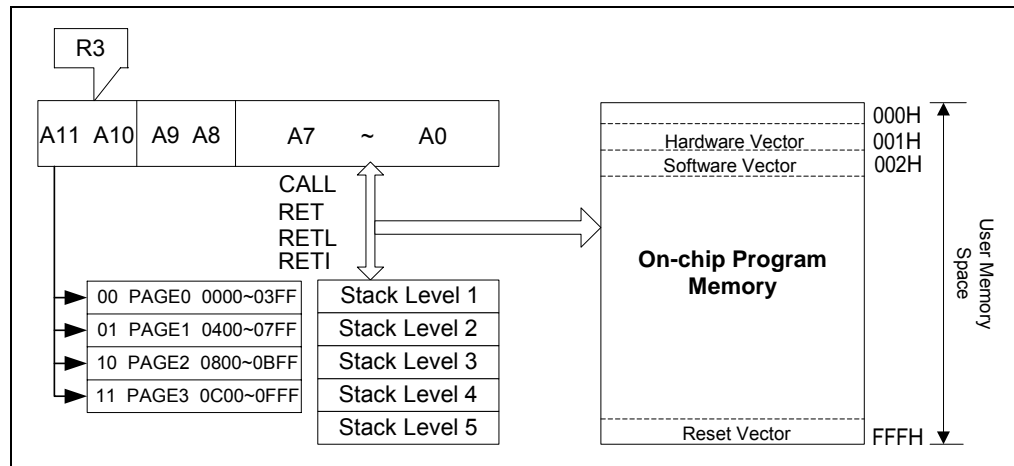 R3
A11 A10 A9 A8 A7 ~ A0
CALL
RET
RETL
RETI
00 PAGE0 0000~03FF
01 PAGE1 0400~07FF
10 PAGE2 0800~0BFF
11 PAGE3 0C00~0FFF
Stack Level 1
Stack Level 2
Stack Level 3
Stack Level 4
Stack Level 5
000H
Hardware Vector 001H
Software Vector 002H
On-chip Program
Memory
Reset Vector FFFH
User Memory
Space